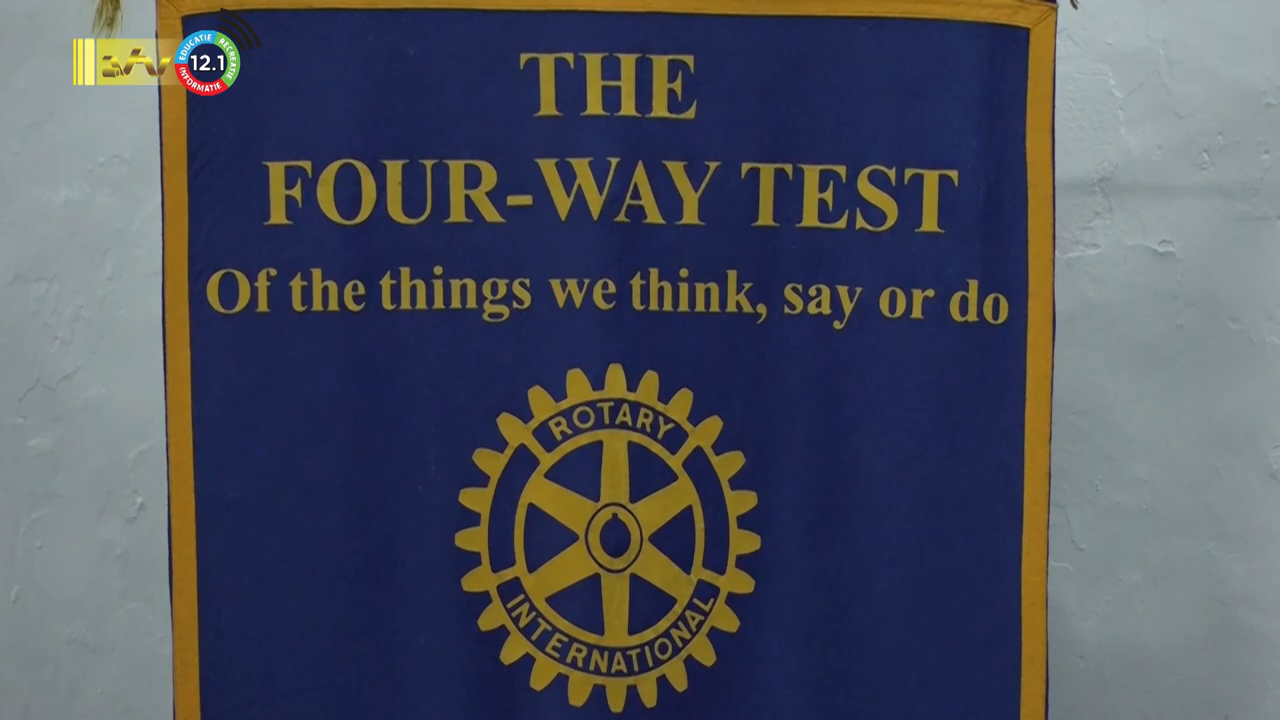 EDUCATIE
RECREATIE
INFORMATIE
12.1
THE
FOUR-WAY TEST
Of the things we think, say or do
ROTARY
INTERNATIONAL